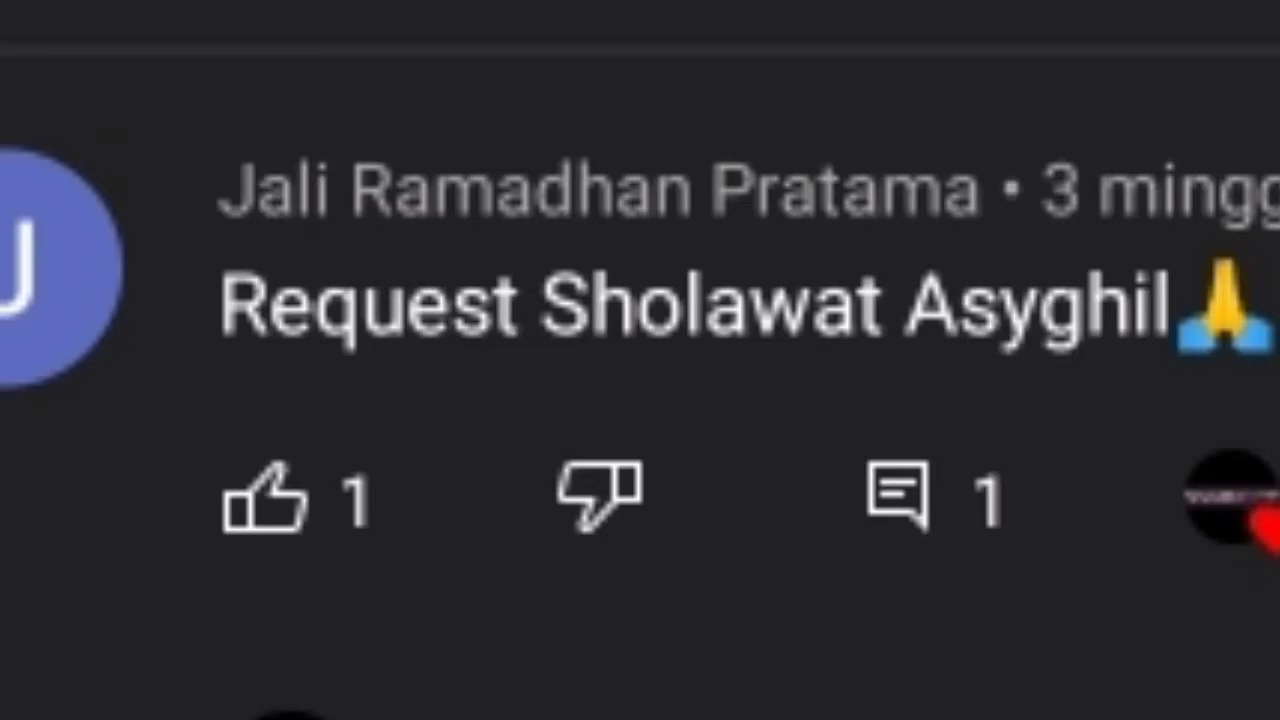 Jali Ramadhan Pratama • 3 mingg
Request Sholawat Asyghil🙏
1 1